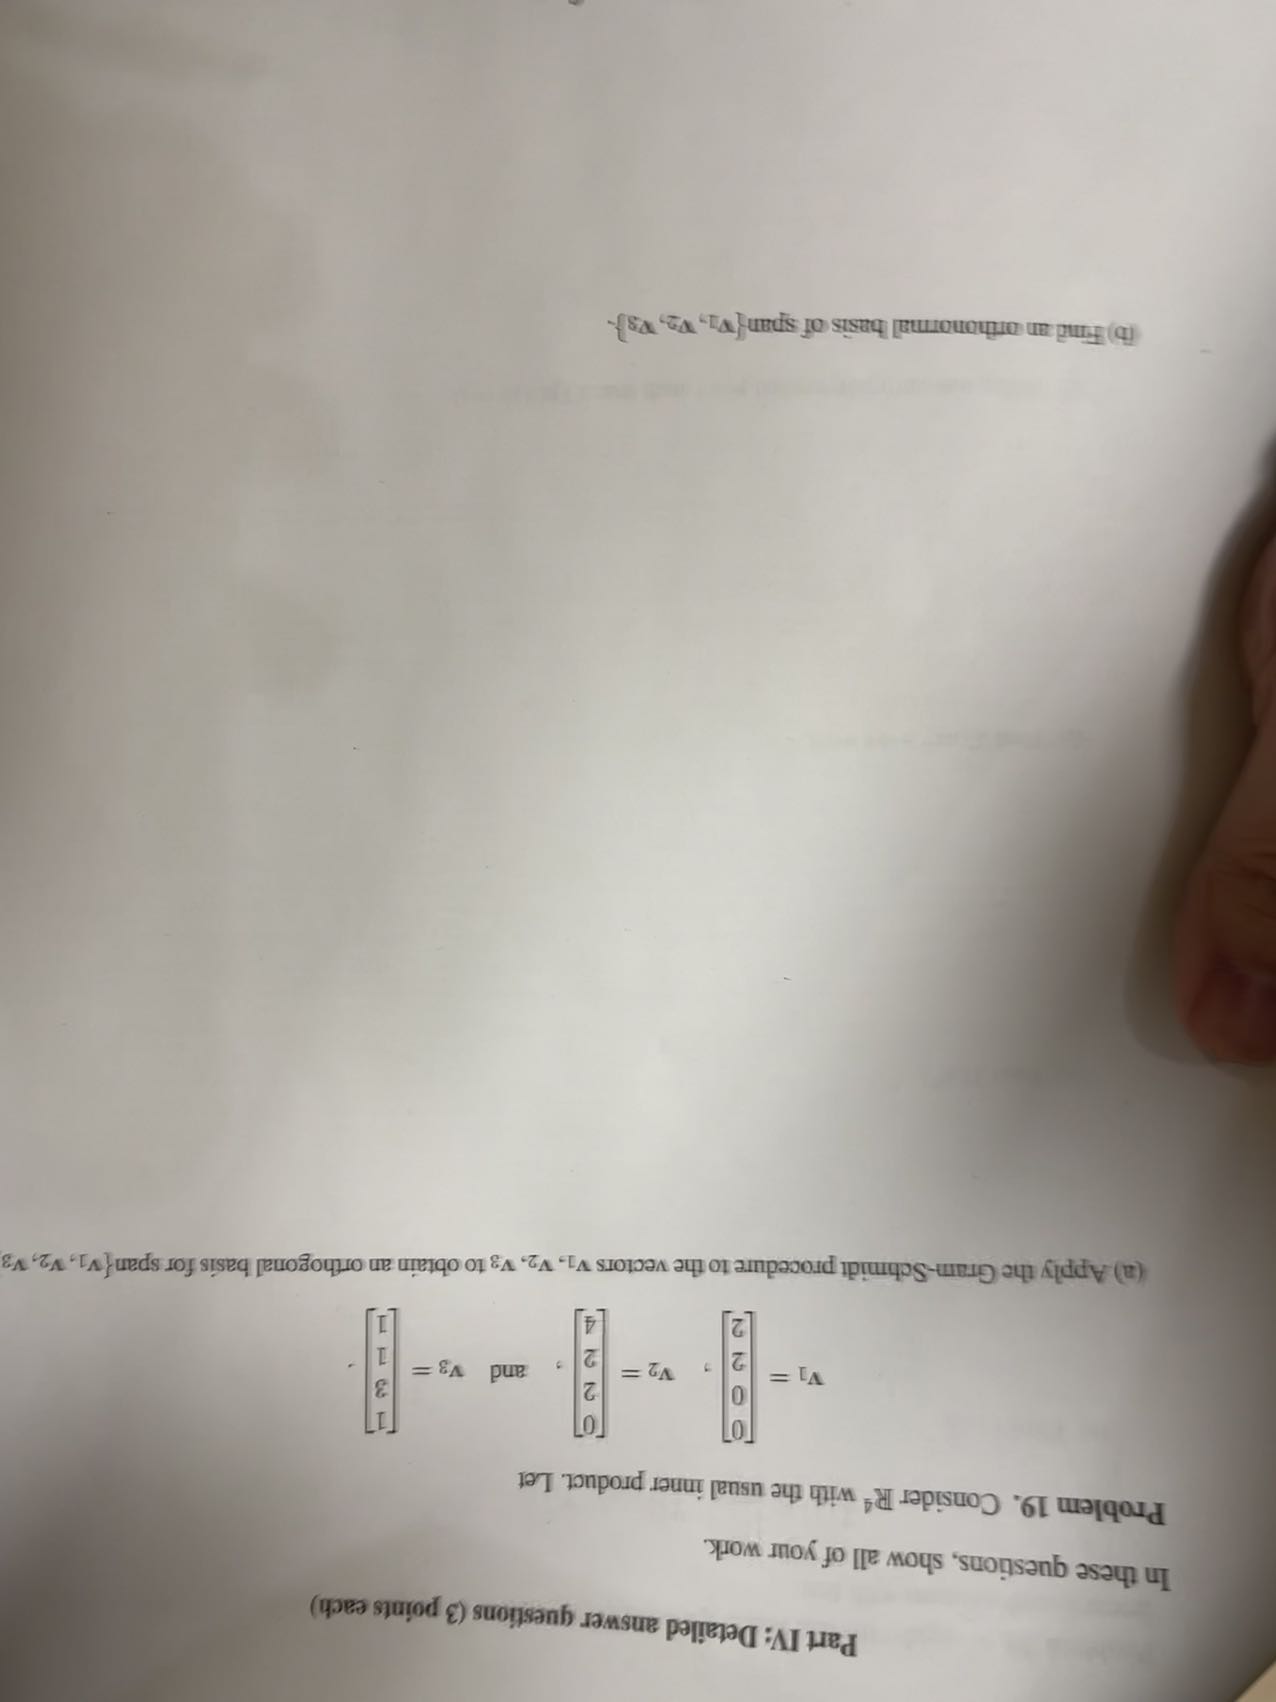 Part IV: Detailed answer questions (3 points each)
In these questions, show all of your work.
Problem 19. Consider ℝ⁴ with the usual inner product. Let
v₁ = [0 0 2 2], v₂ = [0 2 2 4], and v₃ = [1 3 1 1].
(a) Apply the Gram-Schmidt procedure to the vectors v₁, v₂, v₃ to obtain an orthogonal basis for span{v₁, v₂, v₃
(b) Find an orthonormal basis of span{v₁, v₂, v₃}.